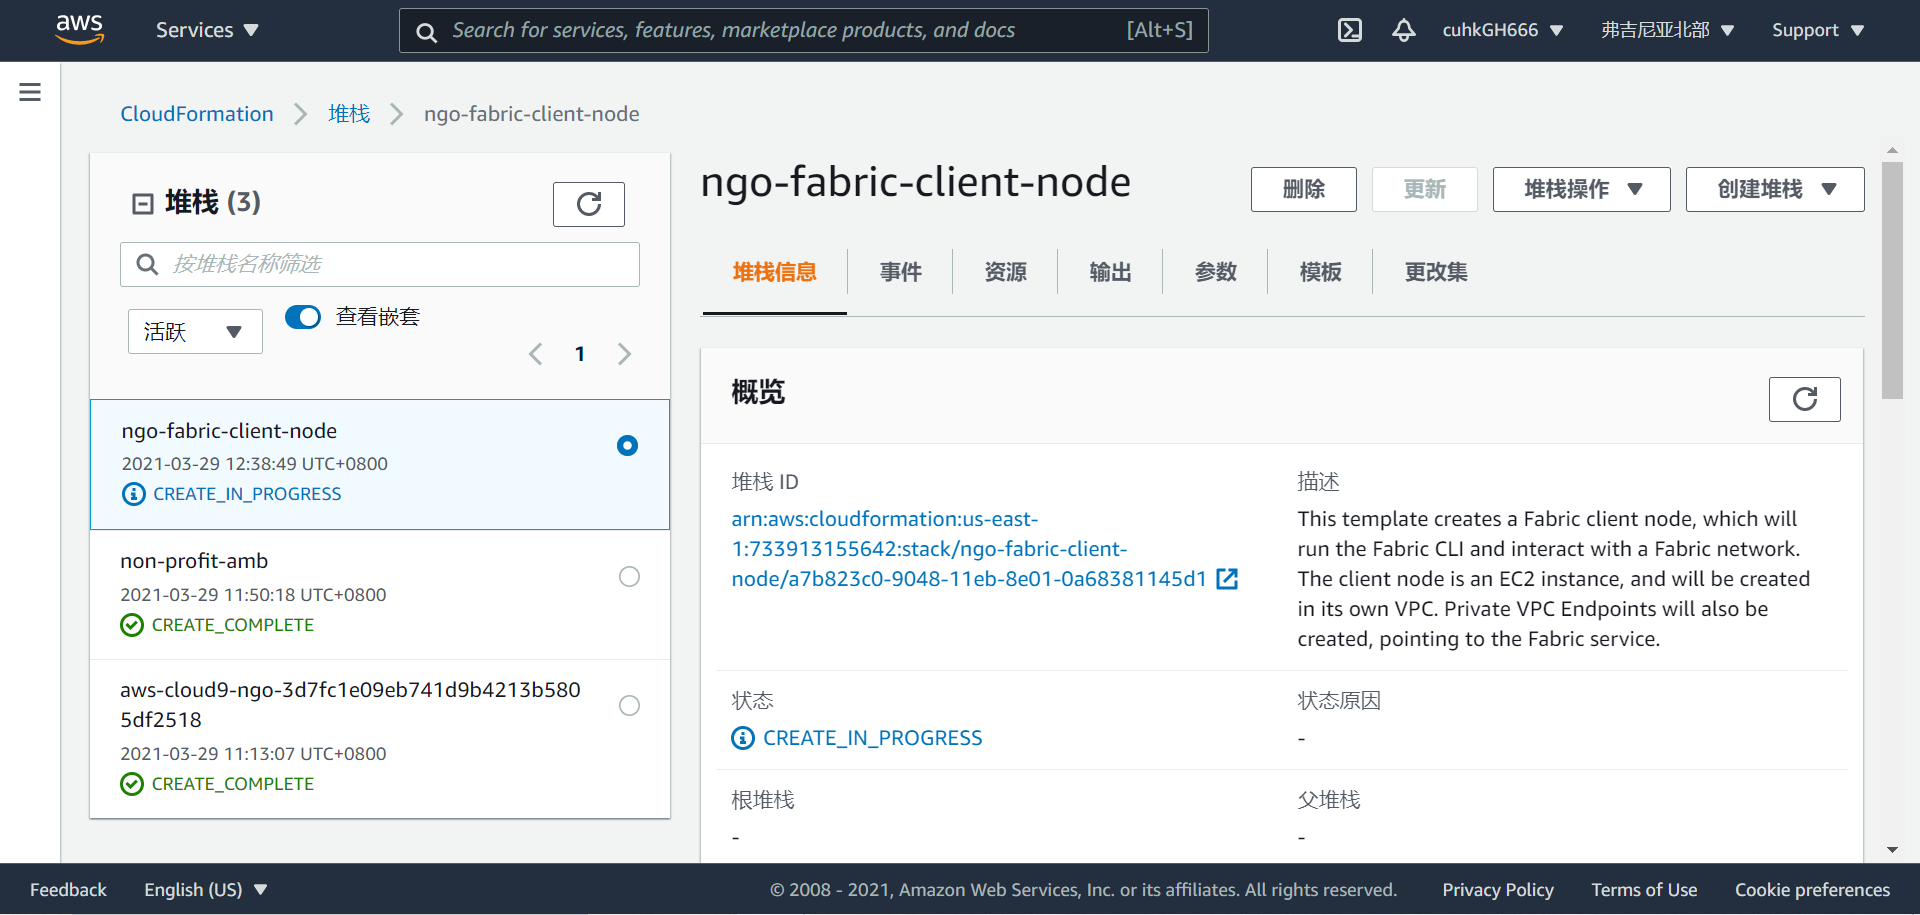 aws
Services
Search for services, features, marketplace products, and docs [Alt+S]
cuhkGH666
弗吉尼亚北部
Support
CloudFormation
堆栈
ngo-fabric-client-node
堆栈 (3)
按堆栈名称筛选
活跃
查看嵌套
1
ngo-fabric-client-node
2021-03-29 12:38:49 UTC+0800
CREATE_IN_PROGRESS
non-profit-amb
2021-03-29 11:50:18 UTC+0800
CREATE_COMPLETE
aws-cloud9-ngo-3d7fc1e09eb741d9b4213b580
5df2518
2021-03-29 11:13:07 UTC+0800
CREATE_COMPLETE
ngo-fabric-client-node
删除
更新
堆栈操作
创建堆栈
堆栈信息
事件
资源
输出
参数
模板
更改集
概览
堆栈 ID
arn:aws:cloudformation:us-east-
1:733913155642:stack/ngo-fabric-client-
node/a7b823c0-9048-11eb-8e01-0a68381145d1
描述
This template creates a Fabric client node, which will
run the Fabric CLI and interact with a Fabric network.
The client node is an EC2 instance, and will be created
in its own VPC. Private VPC Endpoints will also be
created, pointing to the Fabric service.
状态
CREATE_IN_PROGRESS
状态原因
-
根堆栈
-
父堆栈
-
Feedback
English (US)
© 2008 - 2021, Amazon Web Services, Inc. or its affiliates. All rights reserved.
Privacy Policy
Terms of Use
Cookie preferences